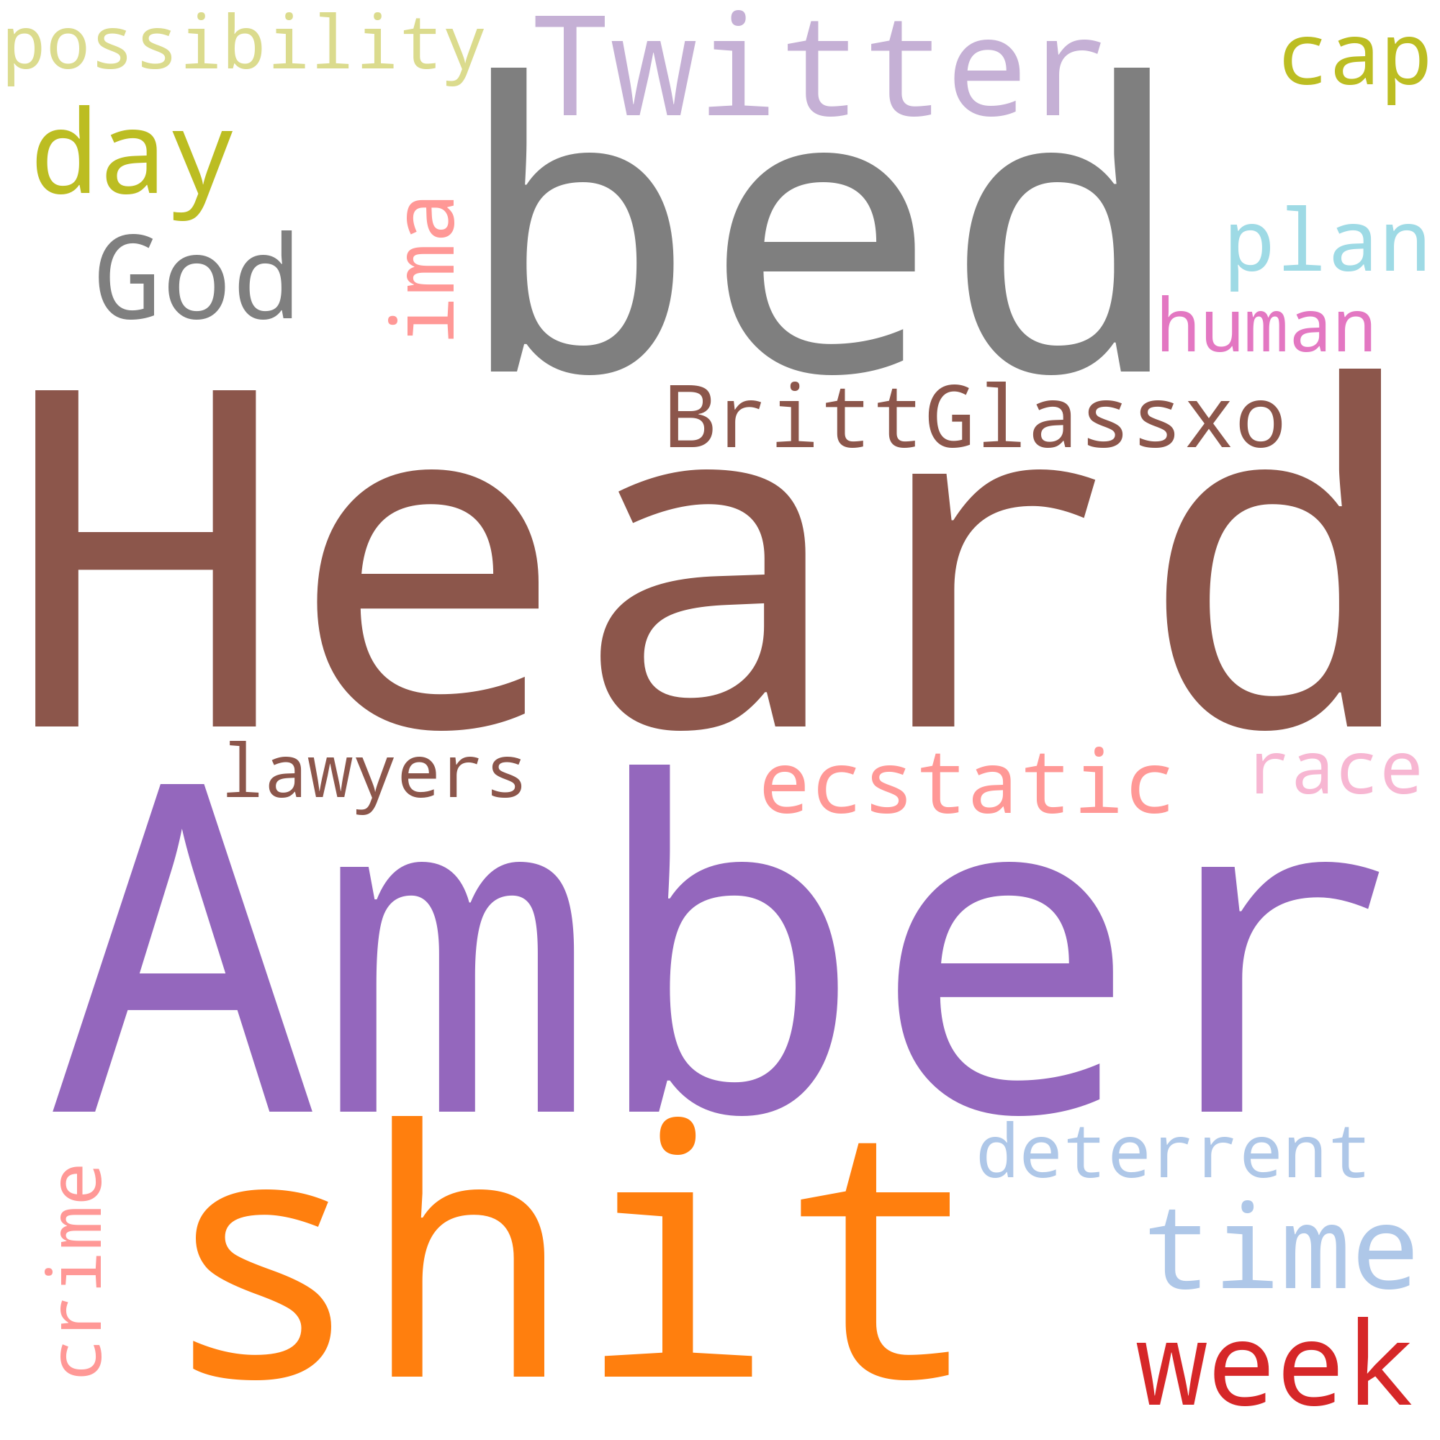 possibility
Twitter
cap
day
bed
ima
plan
God
human
BrittGlassxo
Heard
lawyers
ecstatic
race
Amber
deterrent
shit
crime
time
week